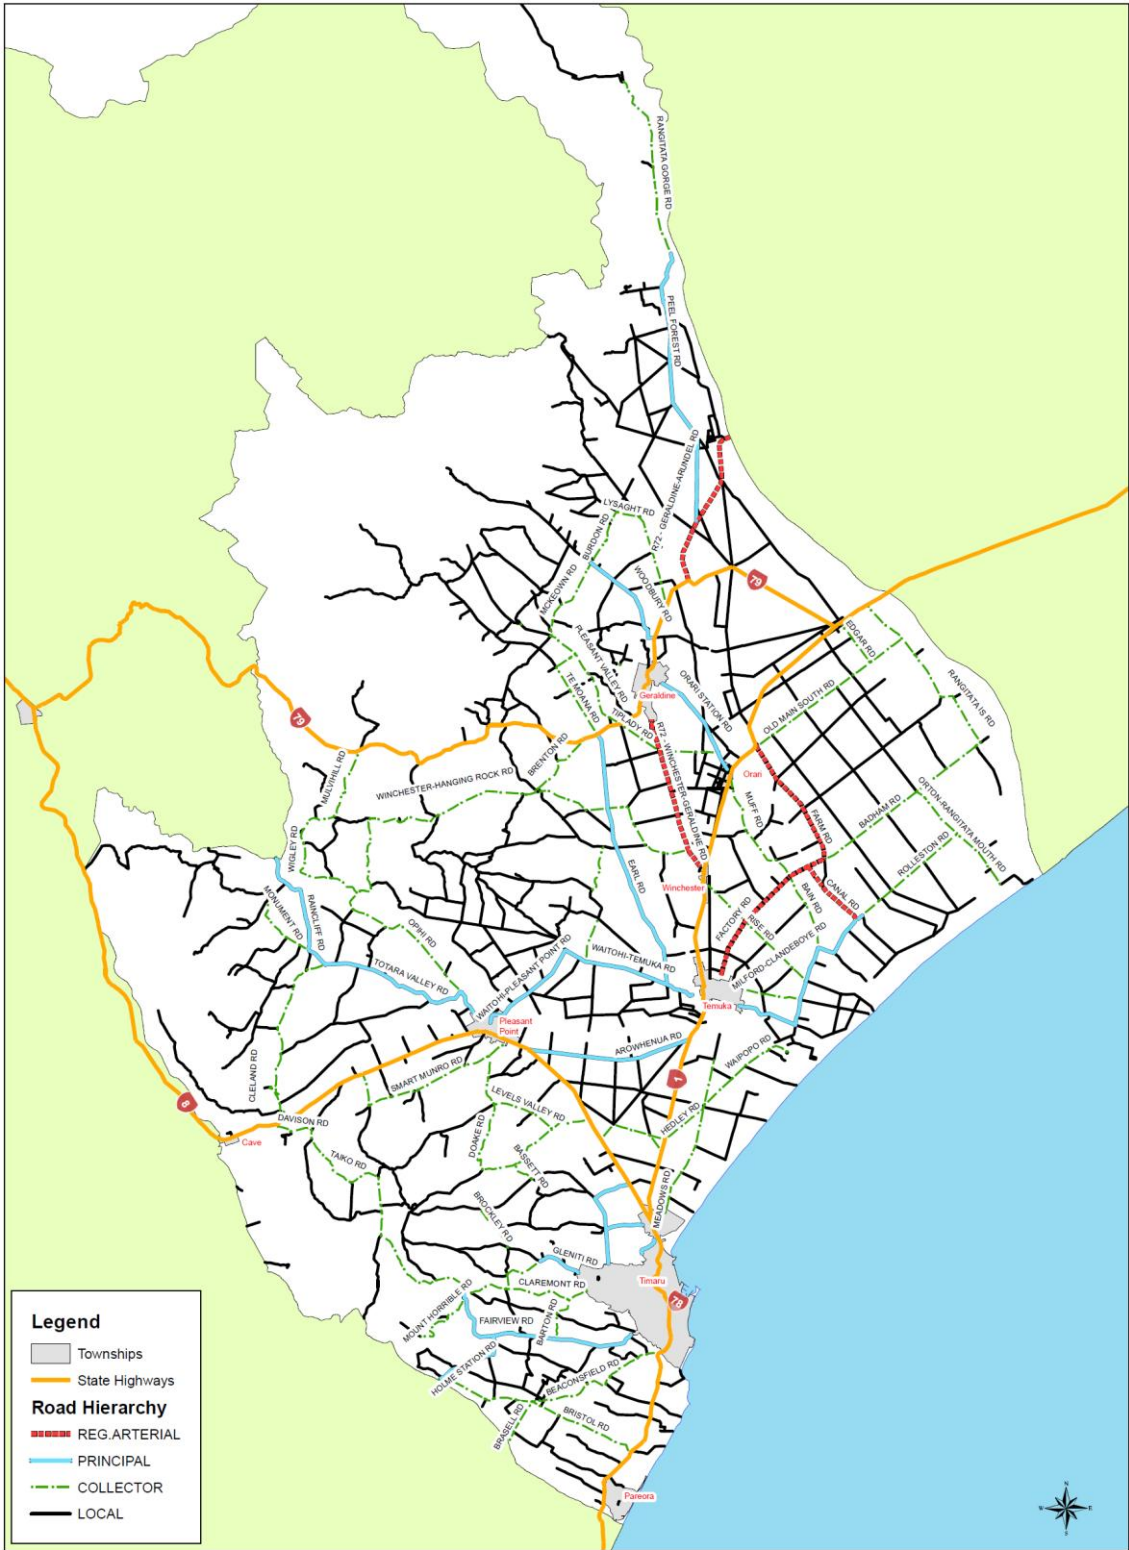 RANGITATA GORGE RD
PEEL FOREST RD
R72 - GERALDINE-ARUNDEL RD
LYSAGHT RD
BURDON RD
WOODBURY RD
MCKEOWN RD
79
PLEASANT VALLEY RD
EDGAR RD
RANGITATA IS RD
TE MOANA RD
Geraldine
ORARI STATION RD
OLD MAIN SOUTH RD
TIPLADY RD
79
R72 - WINCHESTER-GERALDINE RD
BRENTON RD
MULVIHILL RD
WINCHESTER-HANGING ROCK RD
Orari
ORTON-RANGITATA MOUTH RD
MUFF RD
FARM RD
BADHAM RD
WIGLEY RD
EARL RD
ROLLESTON RD
Winchester
CANAL RD
BAIN RD
RAINCLIFF RD
MONUMENT RD
FACTORY RD
RISE RD
OPIHI RD
WAITOHI-PLEASANT POINT RD
WAITOHI-TEMUKA RD
MILFORD-CLANDEBOYE RD
TOTARA VALLEY RD
Temuka
Pleasant
Point
AROWHENUA RD
WAIPOPO RD
CLELAND RD
SMART MUNRO RD
1
8
LEVELS VALLEY RD
HEDLEY RD
DAVISON RD
Cave
DOAKE RD
TAIKO RD
BASSETT RD
MEADOWS RD
BROCKLEY RD
GLENITI RD
Timaru
CLAREMONT RD
78
MOUNT HORRIBLE RD
FAIRVIEW RD
BARTON RD
HOLME STATION RD
BEACONSFIELD RD
BRASELL RD
BRISTOL RD
Pareora
Legend
Townships
State Highways
Road Hierarchy
REG.ARTERIAL
PRINCIPAL
COLLECTOR
LOCAL
N
W
E
S